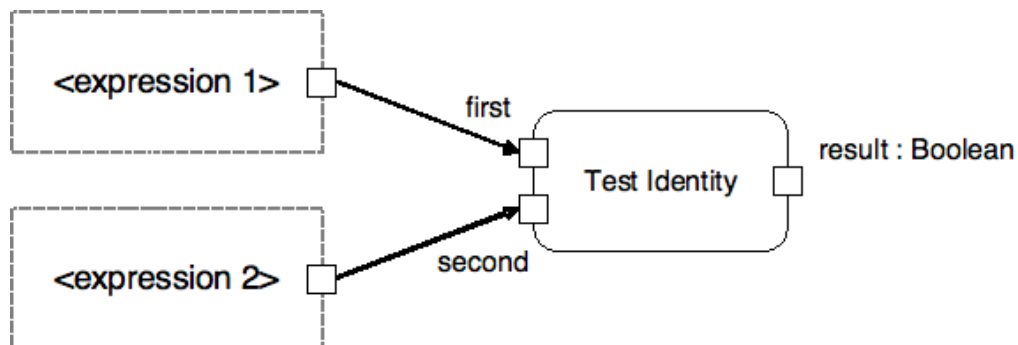 <expression 1>
first
Test Identity
result : Boolean
second
<expression 2>